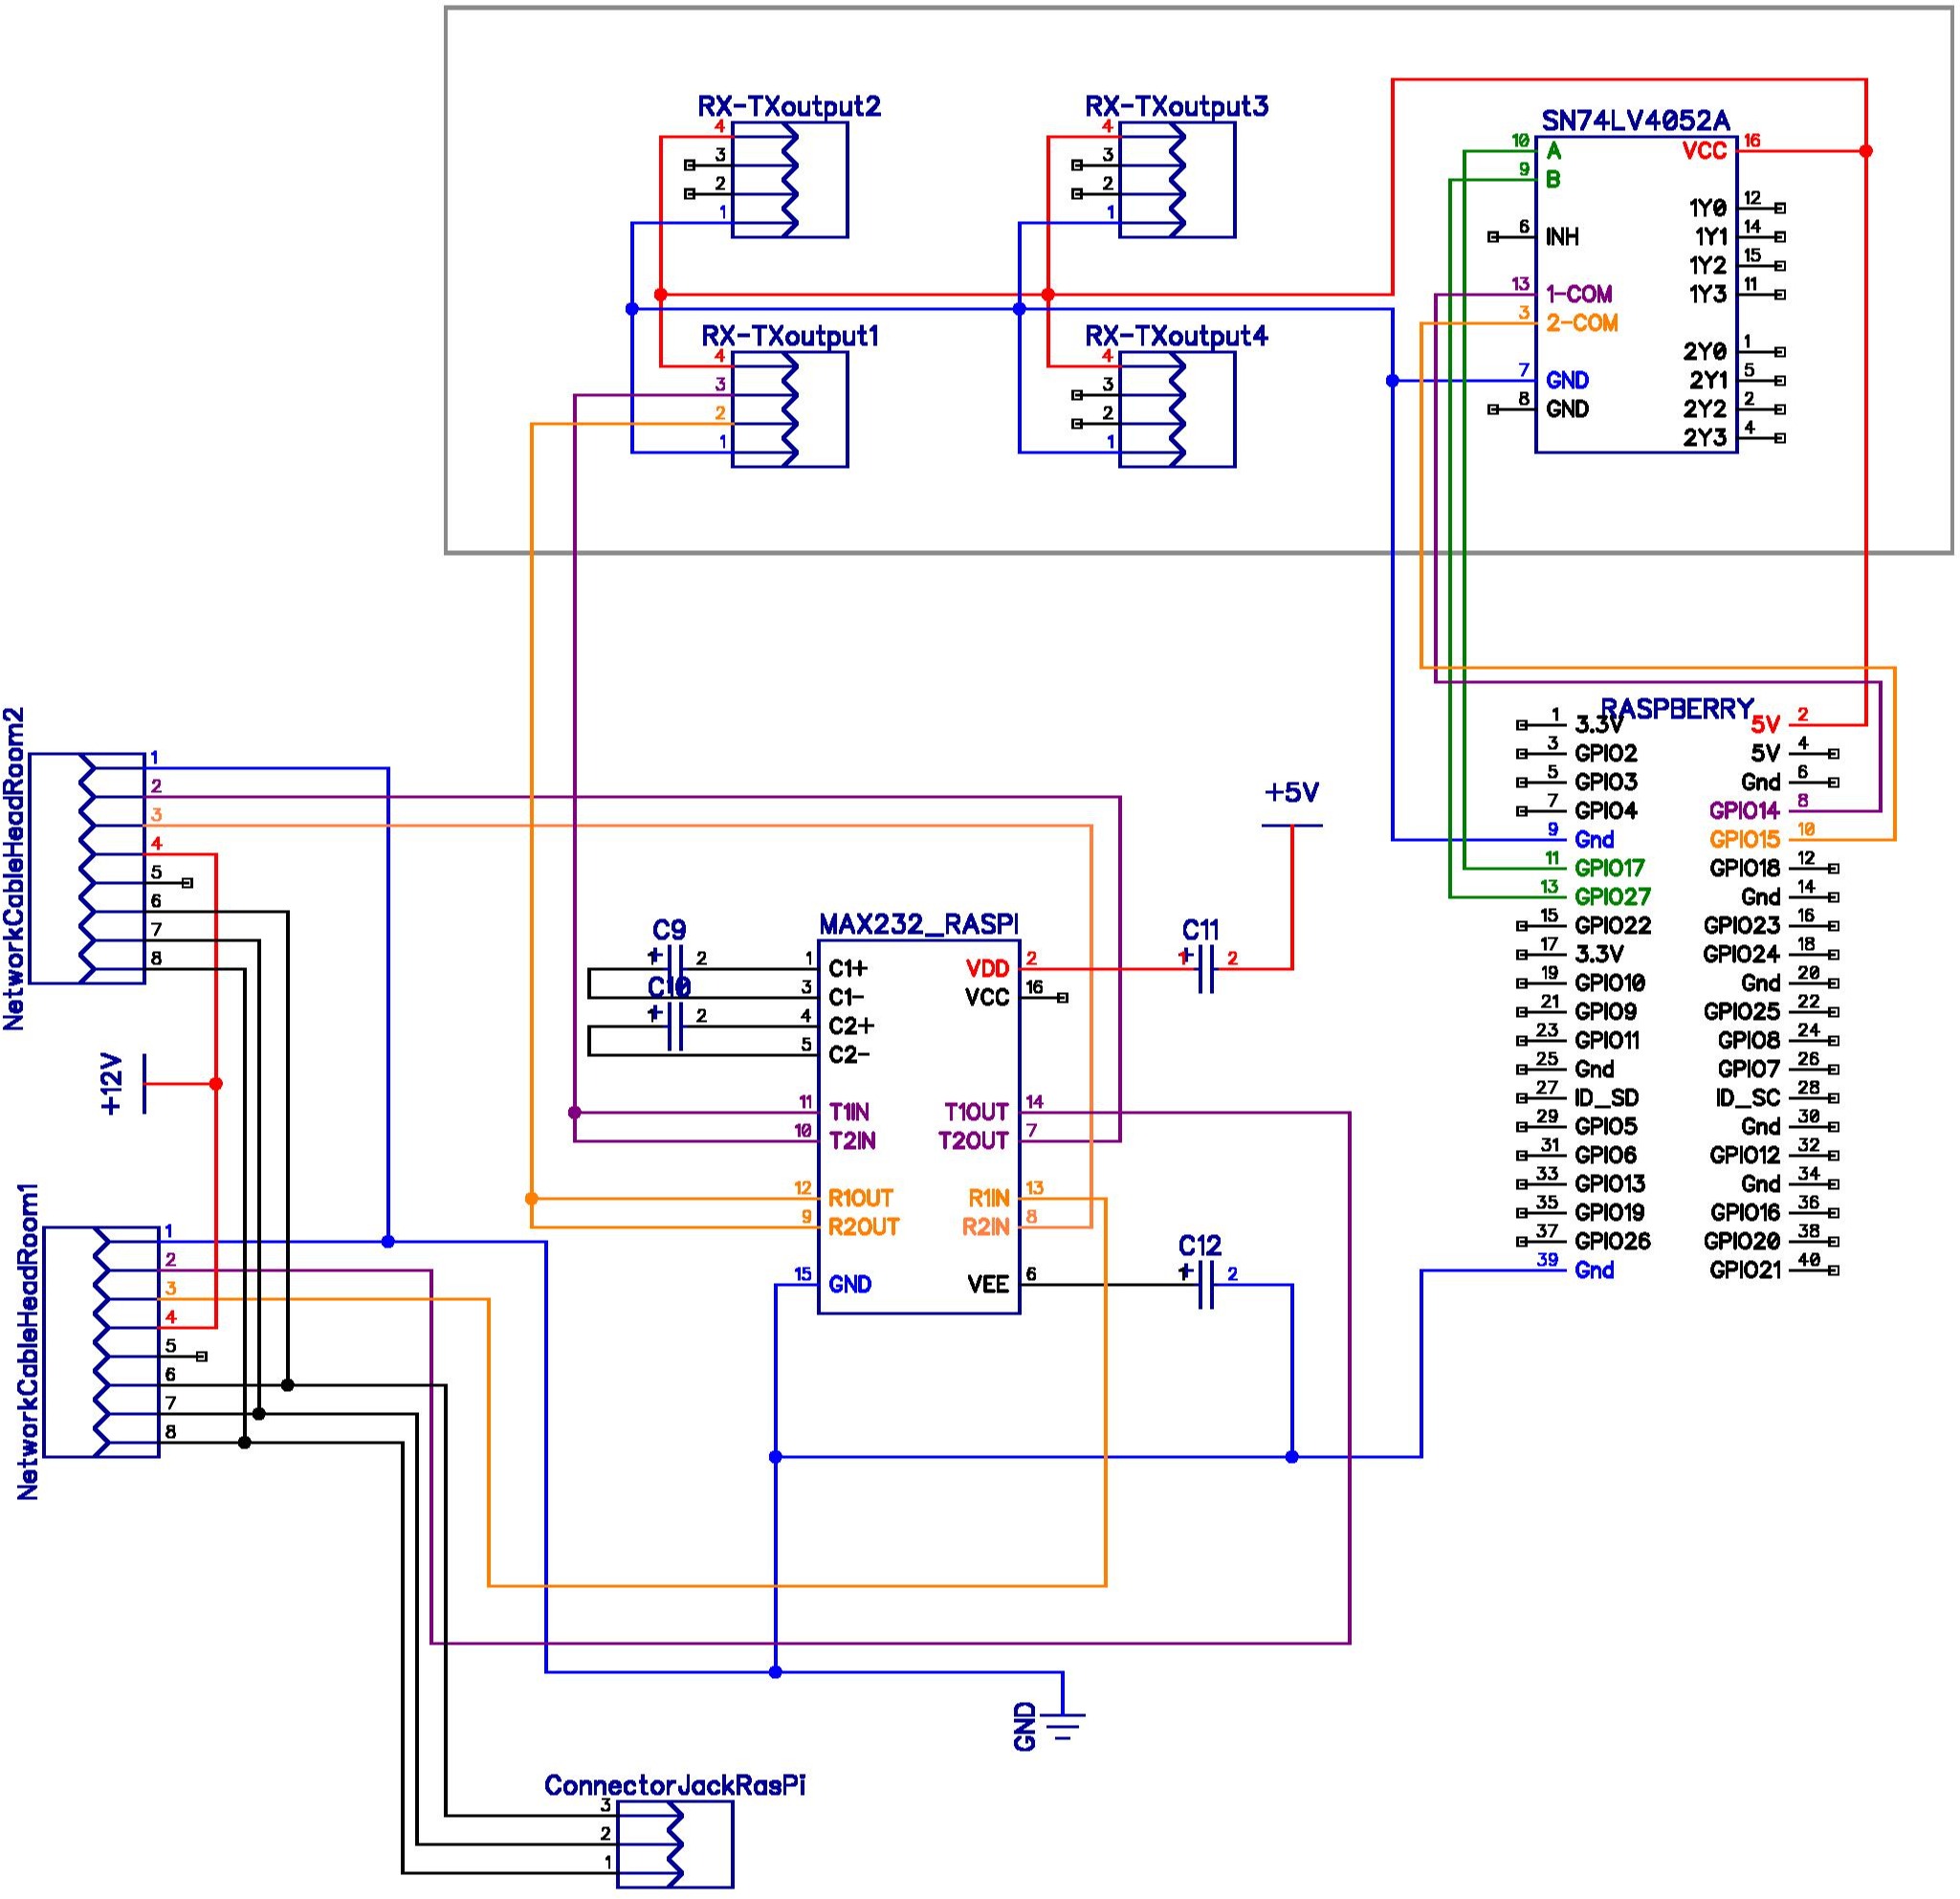 RX-TXoutput2
4
3
2
1
RX-TXoutput3
4
3
2
1
RX-TXoutput1
4
3
2
1
RX-TXoutput4
4
3
2
1
SN74LV4052A
10 A VCC 16
9 B
1Y0 12
6 INH 1Y1 14
1Y2 15
13 1-COM 1Y3 11
3 2-COM
2Y0 1
7 GND 2Y1 5
8 GND 2Y2 2
2Y3 4
RASPBERRY
1 3.3V 5V 2
3 GPIO2 5V 4
5 GPIO3 Gnd 6
7 GPIO4 GPIO14 8
9 Gnd GPIO15 10
11 GPIO17 GPIO18 12
13 GPIO27 Gnd 14
15 GPIO22 GPIO23 16
17 3.3V GPIO24 18
19 GPIO10 Gnd 20
21 GPIO9 GPIO25 22
23 GPIO11 GPIO8 24
25 Gnd GPIO7 26
27 ID_SD ID_SC 28
29 GPIO5 Gnd 30
31 GPIO6 GPIO12 32
33 GPIO13 Gnd 34
35 GPIO19 GPIO16 36
37 GPIO26 GPIO20 38
39 Gnd GPIO21 40
NetworkCableHeadRoom2
1
2
3
4
5
6
7
8
+12V
NetworkCableHeadRoom1
1
2
3
4
5
6
7
8
+5V
C9
1 + 2
C10
1 + 2
MAX232_RASPI
1 C1+ VDD 2
3 C1- VCC 16
4 C2+
5 C2-
11 T1IN T1OUT 14
10 T2IN T2OUT 7
12 R1OUT R1IN 13
9 R2OUT R2IN 8
15 GND VEE 6
C11
1 + 2
C12
1 + 2
GND
ConnectorJackRasPi
3
2
1